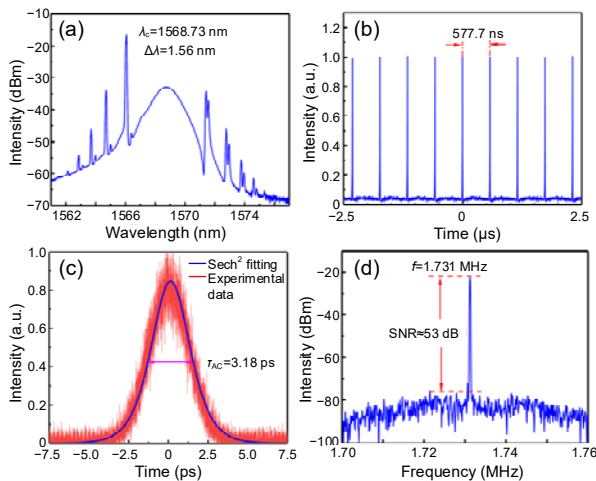 (a)
λc=1568.73 nm
Δλ=1.56 nm
Intensity (dBm)
−10
−20
−30
−40
−50
−60
−70
1562
1566
1570
1574
Wavelength (nm)
(b)
577.7 ns
Intensity (a.u.)
1.2
1.0
0.8
0.6
0.4
0.2
0
−2.5
0
2.5
Time (μs)
(c)
Sech² fitting
Experimental
data
τAC=3.18 ps
Intensity (a.u.)
1.0
0.8
0.6
0.4
0.2
0
−7.5
−5.0
−2.5
0
2.5
5.0
7.5
Time (ps)
(d)
f=1.731 MHz
SNR≈53 dB
Intensity (dBm)
−20
−40
−60
−80
−100
1.70
1.72
1.74
1.76
Frequency (MHz)